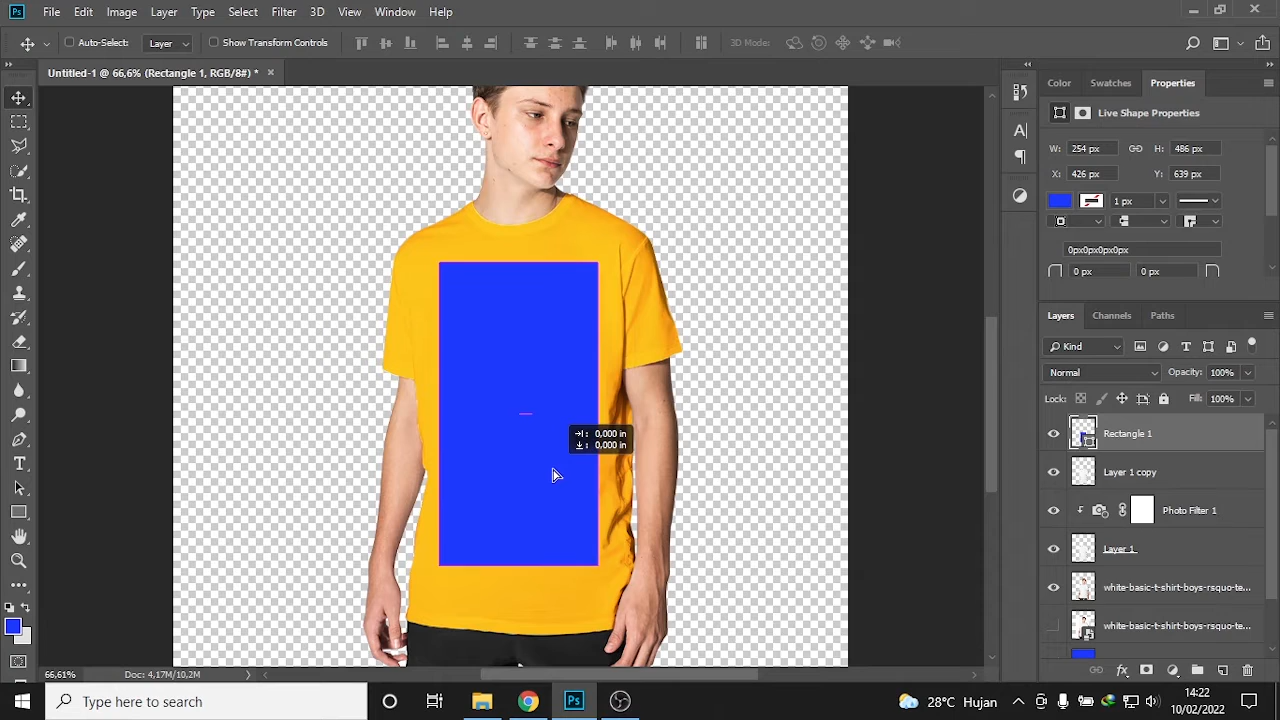 Ps File Edit Image Layer Type Select Filter 3D View Window Help
Auto-Select: Layer Show Transform Controls 3D Mode:
Untitled-1 @ 66,6% (Rectangle 1, RGB/8#) *
Color Swatches Properties
Live Shape Properties
W: 254 px H: 486 px
X: 426 px Y: 639 px
1 px
0px0px0px0px
0 px 0 px
Layers Channels Paths
Kind
Normal Opacity: 100%
Lock: Fill: 100%
Rectangle 1
Layer 1 copy
Photo Filter 1
Layer 1
white-basic-t-shirt-boys-rsquo-te...
white-basic-t-shirt-boys-rsquo-te...
0,000 in
0,000 in
66,61% Doc: 4,17M/10,2M
Type here to search Ps 28°C Hujan 14:22
10/02/2022